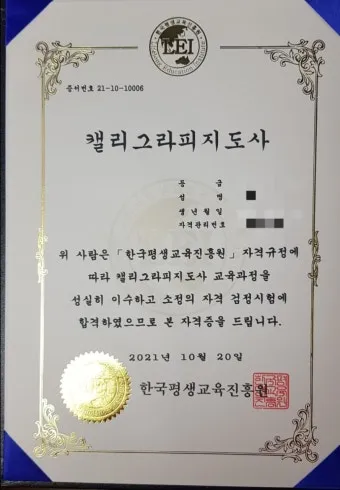 LEI
증서번호 21-10-10006
캘리그라피지도사
등 급
성 명
생 년 월 일
자격관리번호
위 사람은 「한국평생교육진흥원」 자격규정에
따라 캘리그라피지도사 교육과정을
성실히 이수하고 소정의 자격 검정시험에
합격하였으므로 본 자격증을 드립니다.
2021년 10월 20일
한국평생교육진흥원